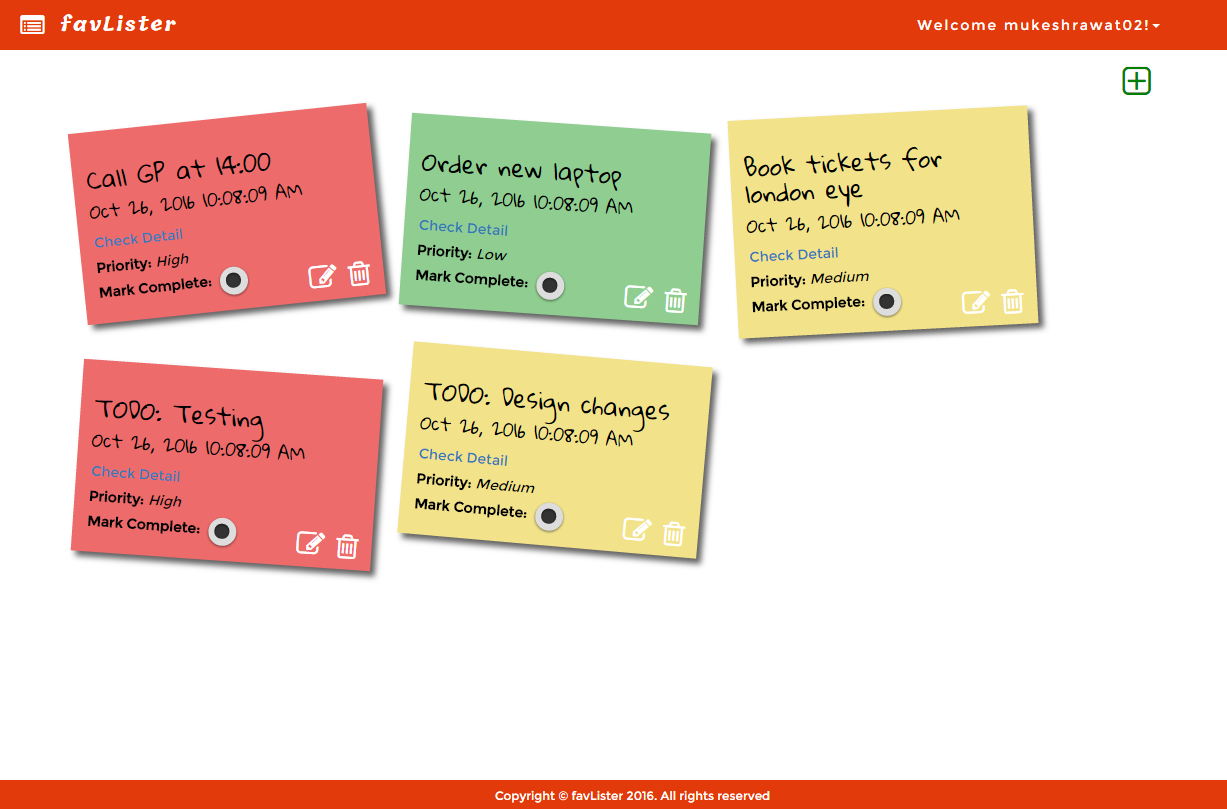 favLister
Welcome mukeshrawat02!
Call GP at 14:00
Oct 26, 2016 10:08:09 AM
Check Detail
Priority: High
Mark Complete:
Order new laptop
Oct 26, 2016 10:08:09 AM
Check Detail
Priority: Low
Mark Complete:
Book tickets for
london eye
Oct 26, 2016 10:08:09 AM
Check Detail
Priority: Medium
Mark Complete:
TODO: Testing
Oct 26, 2016 10:08:09 AM
Check Detail
Priority: High
Mark Complete:
TODO: Design changes
Oct 26, 2016 10:08:09 AM
Check Detail
Priority: Medium
Mark Complete:
Copyright © favLister 2016. All rights reserved